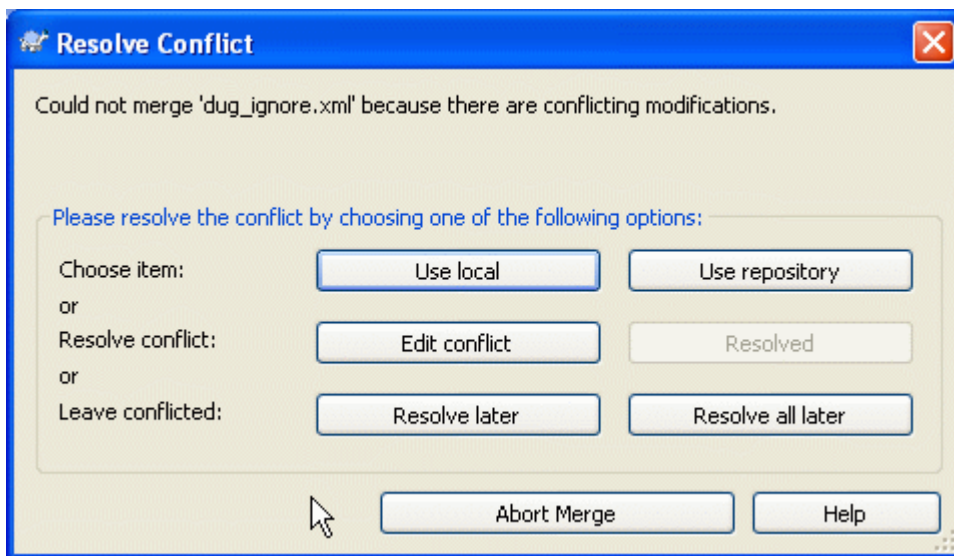 Resolve Conflict
Could not merge 'dug_ignore.xml' because there are conflicting modifications.
Please resolve the conflict by choosing one of the following options:
Choose item: Use local Use repository
or
Resolve conflict: Edit conflict Resolved
or
Leave conflicted: Resolve later Resolve all later
Abort Merge Help